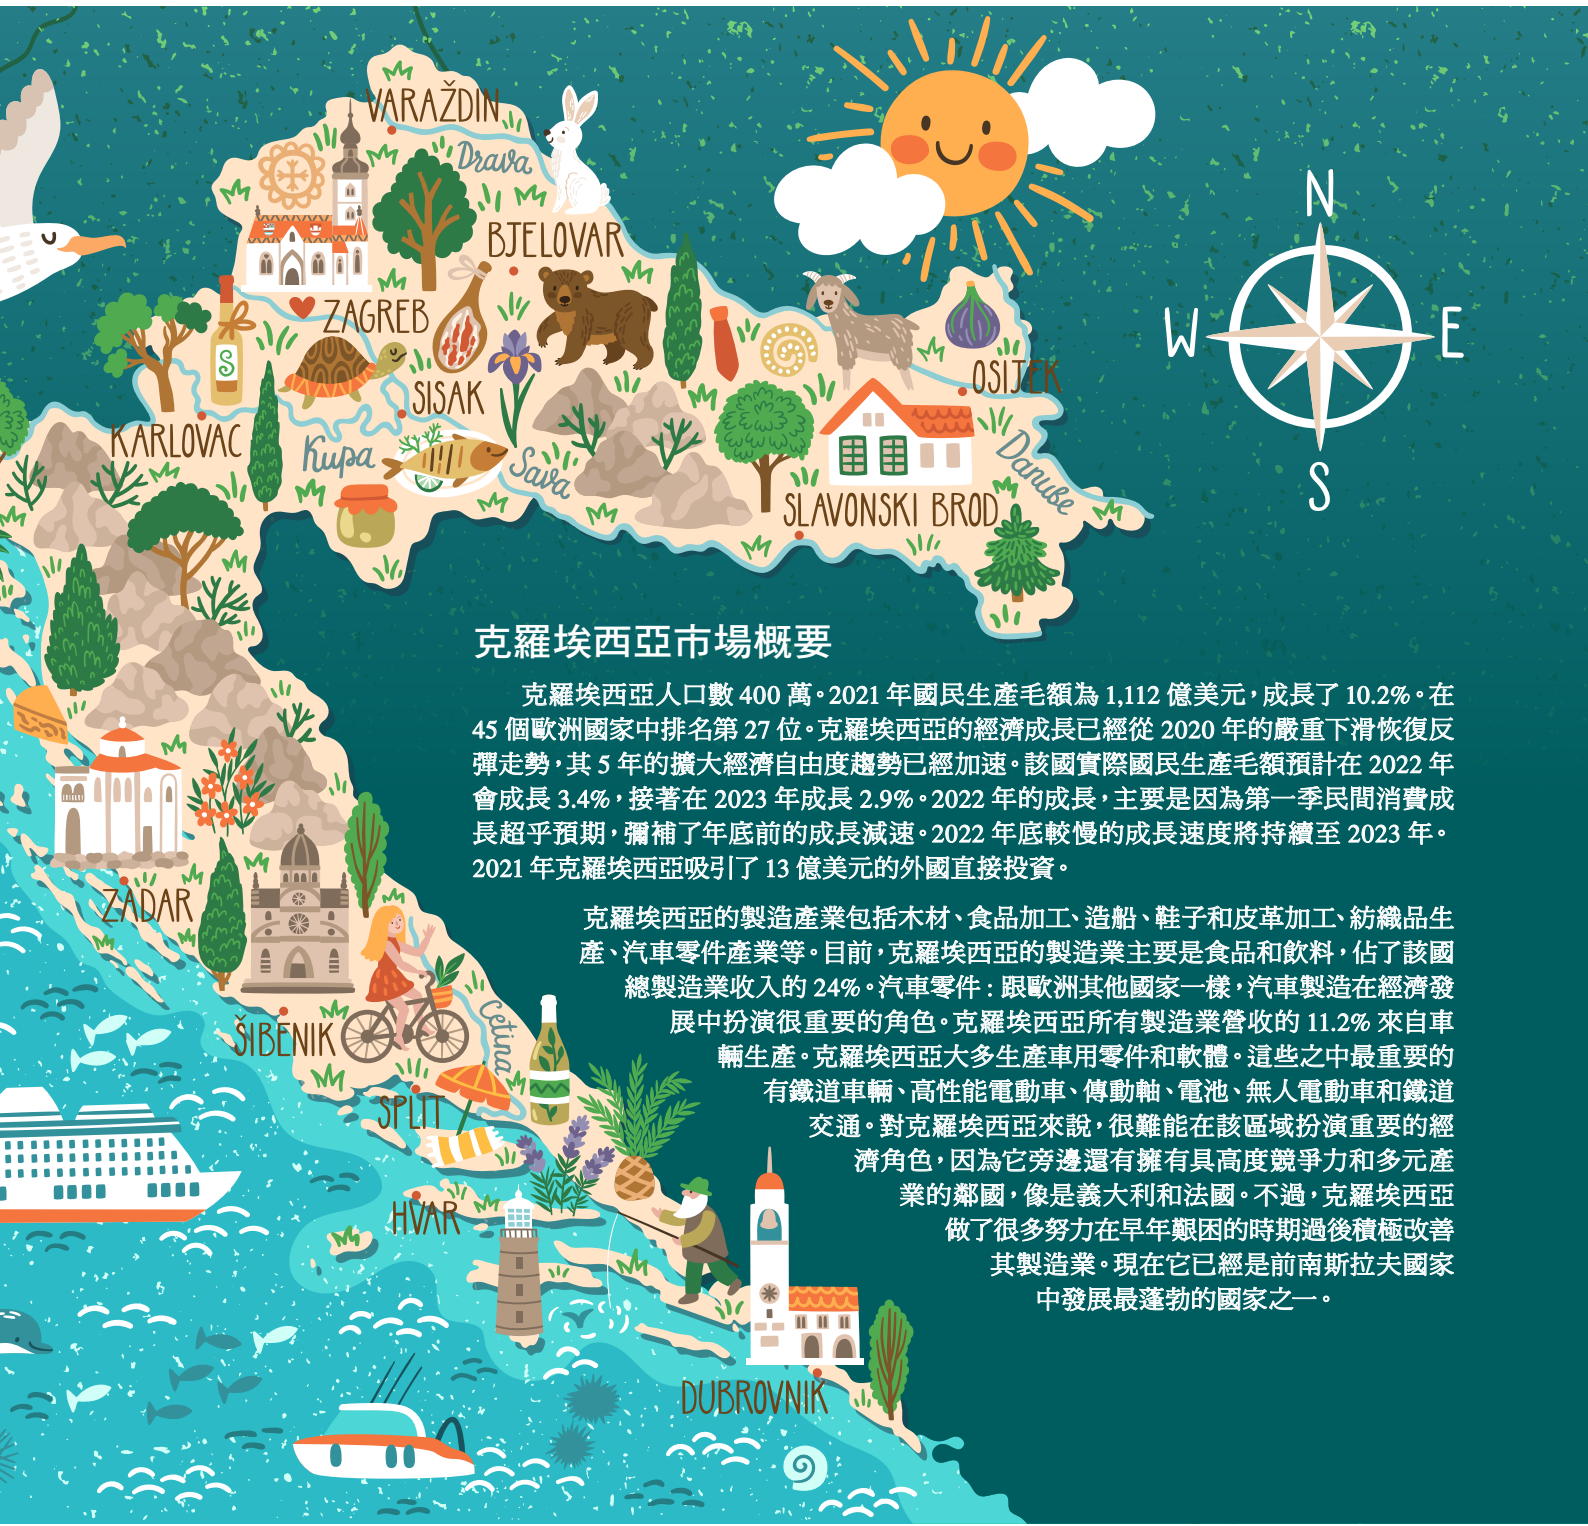 VARAŽDIN
Drava
BJELOVAR
ZAGREB
SISAK
OSIJEK
KARLOVAC
Kupa
Sava
Danube
SLAVONSKI BROD
N
W
E
S
ZADAR
ŠIBENIK
Cetina
SPLIT
HVAR
DUBROVNIK
克羅埃西亞市場概要
克羅埃西亞人口數 400 萬。2021 年國民生產毛額為 1,112 億美元，成長了 10.2%。在
45 個歐洲國家中排名第 27 位。克羅埃西亞的經濟成長已經從 2020 年的嚴重下滑恢復反
彈走勢，其 5 年的擴大經濟自由度趨勢已經加速。該國實際國民生產毛額預計在 2022 年
會成長 3.4%，接著在 2023 年成長 2.9%。2022 年的成長，主要是因為第一季民間消費成
長超乎預期，彌補了年底前的成長減速。2022 年底較慢的成長速度將持續至 2023 年。
2021 年克羅埃西亞吸引了 13 億美元的外國直接投資。
克羅埃西亞的製造產業包括木材、食品加工、造船、鞋子和皮革加工、紡織品生
產、汽車零件產業等。目前，克羅埃西亞的製造業主要是食品和飲料，佔了該國
總製造業收入的 24%。汽車零件 : 跟歐洲其他國家一樣，汽車製造在經濟發
展中扮演很重要的角色。克羅埃西亞所有製造業營收的 11.2% 來自車
輛生產。克羅埃西亞大多生產車用零件和軟體。這些之中最重要的
有鐵道車輛、高性能電動車、傳動軸、電池、無人電動車和鐵道
交通。對克羅埃西亞來說，很難能在該區域扮演重要的經
濟角色，因為它旁邊還有擁有具高度競爭力和多元產
業的鄰國，像是義大利和法國。不過，克羅埃西亞
做了很多努力在早年艱困的時期過後積極改善
其製造業。現在它已經是前南斯拉夫國家
中發展最蓬勃的國家之一。